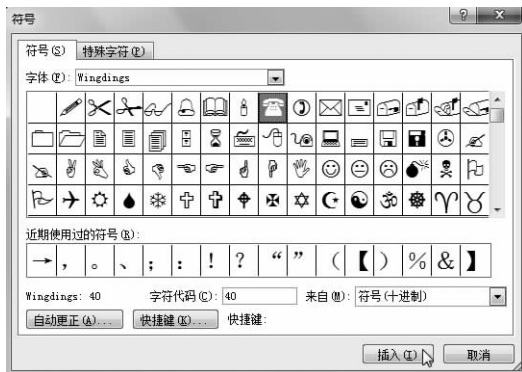 符号
符号(S) 特殊字符(P)
字体(F): Wingdings
近期使用过的符号(R):
→ , 。 、 ; : ! ? “ ” ( 【 ) % & 】
Wingdings: 40 字符代码(C): 40 来自(M): 符号(十进制)
自动更正(A)... 快捷键(K)... 快捷键:
插入(I) 取消